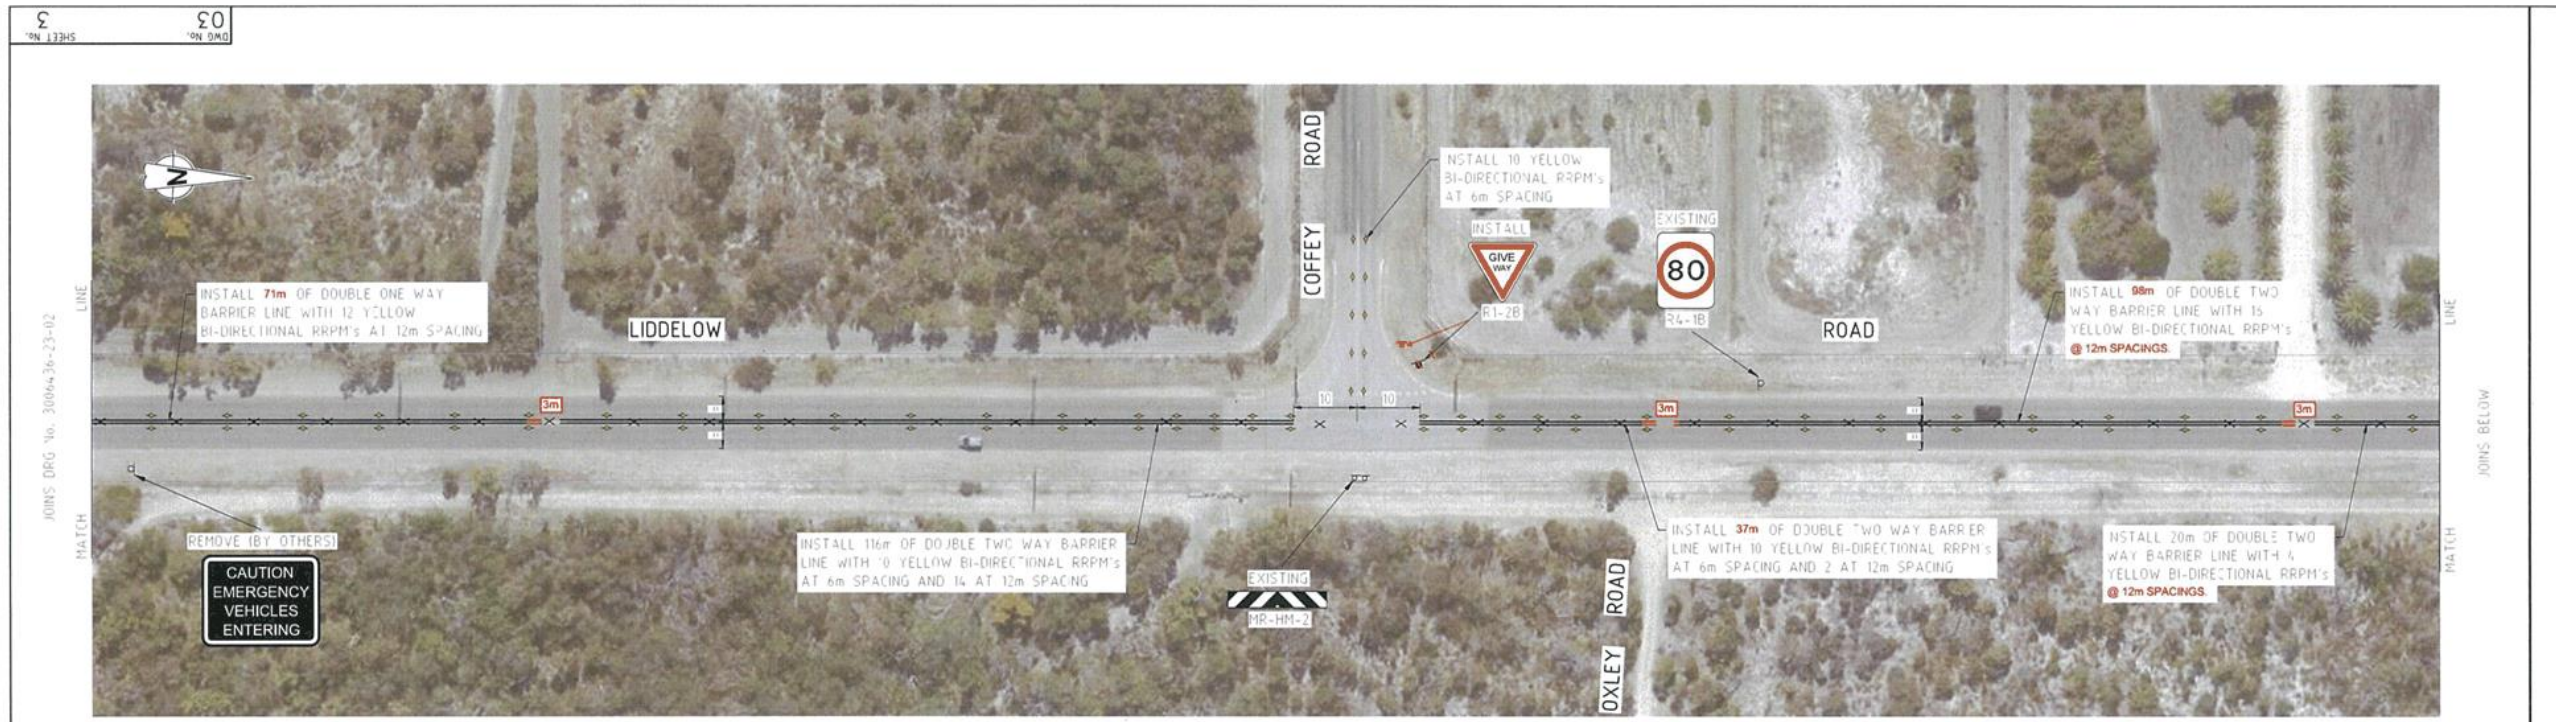 DWG No.
03
SHEET No.
3
JOINS DRG No. 3006436-23-02
MATCH LINE
INSTALL 71m OF DOUBLE ONE WAY
BARRIER LINE WITH 12 YELLOW
BI-DIRECTIONAL RRPM's AT 12m SPACING
N
LIDDELOW
COFFEY ROAD
INSTALL 10 YELLOW
BI-DIRECTIONAL RRPM's
AT 6m SPACING
INSTALL
GIVE
WAY
R1-2B
EXISTING
80
R4-1B
ROAD
INSTALL 98m OF DOUBLE TWO
WAY BARRIER LINE WITH 16
YELLOW BI-DIRECTIONAL RRPM's
@ 12m SPACINGS.
3m
10
10
3m
3m
REMOVE (BY OTHERS)
CAUTION
EMERGENCY
VEHICLES
ENTERING
INSTALL 116m OF DOUBLE TWO WAY BARRIER
LINE WITH 10 YELLOW BI-DIRECTIONAL RRPM's
AT 6m SPACING AND 14 AT 12m SPACING
EXISTING
MR-HM-2
OXLEY ROAD
INSTALL 37m OF DOUBLE TWO WAY BARRIER
LINE WITH 10 YELLOW BI-DIRECTIONAL RRPM's
AT 6m SPACING AND 2 AT 12m SPACING
INSTALL 20m OF DOUBLE TWO
WAY BARRIER LINE WITH 4
YELLOW BI-DIRECTIONAL RRPM's
@ 12m SPACINGS.
MATCH LINE
JOINS BELOW